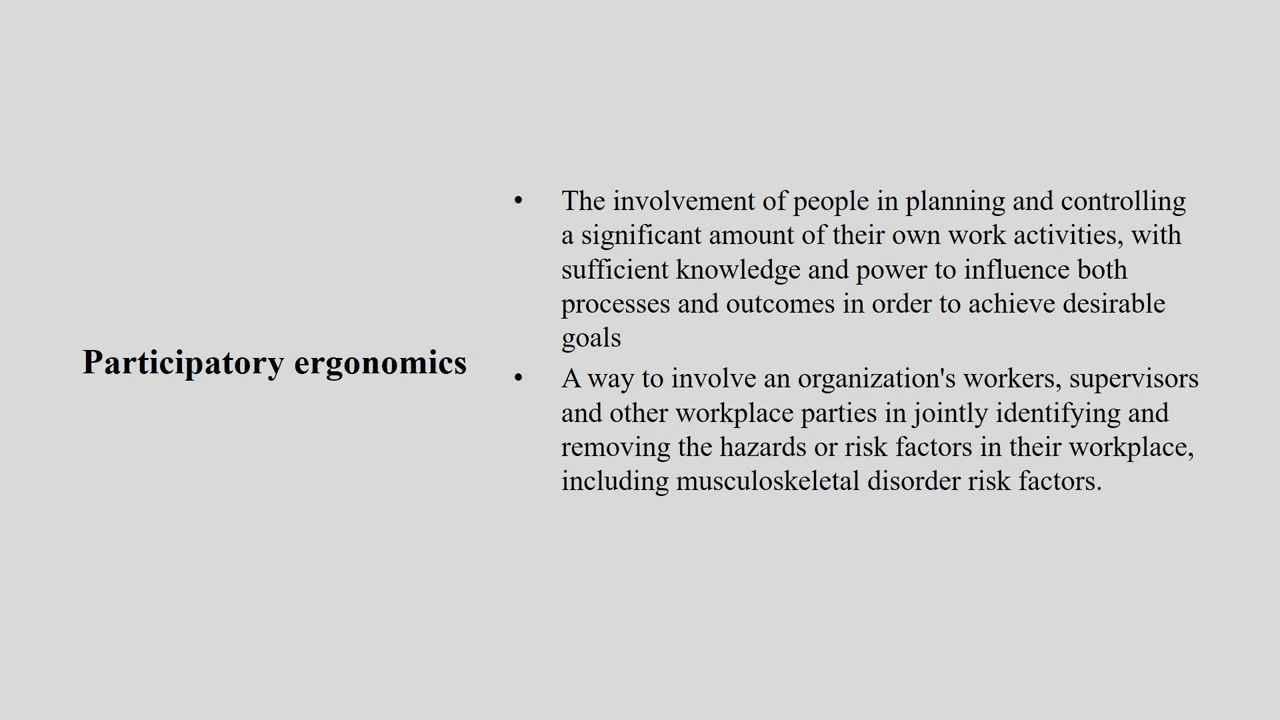 Participatory ergonomics
• The involvement of people in planning and controlling
a significant amount of their own work activities, with
sufficient knowledge and power to influence both
processes and outcomes in order to achieve desirable
goals
• A way to involve an organization's workers, supervisors
and other workplace parties in jointly identifying and
removing the hazards or risk factors in their workplace,
including musculoskeletal disorder risk factors.